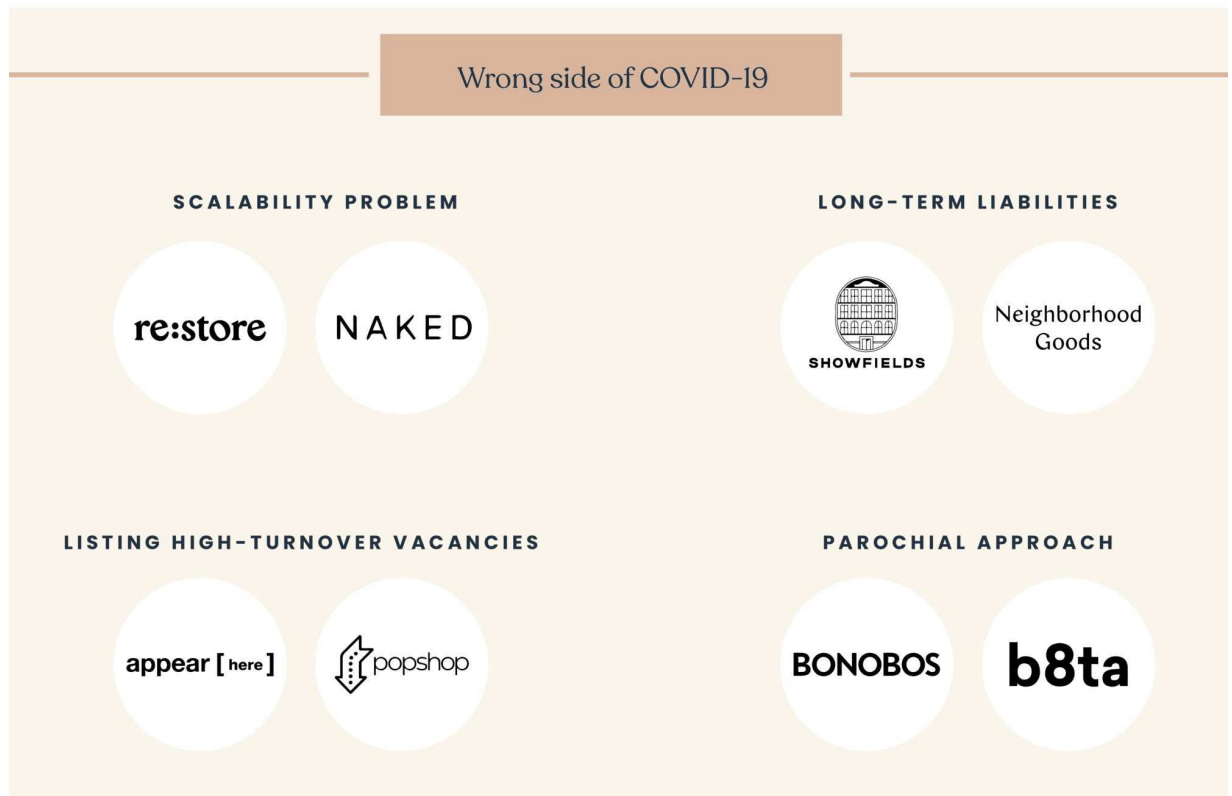 Wrong side of COVID-19
SCALABILITY PROBLEM
re:store
NAKED
LONG-TERM LIABILITIES
SHOWFIELDS
Neighborhood
Goods
LISTING HIGH-TURNOVER VACANCIES
appear [ here ]
popshop
PAROCHIAL APPROACH
BONOBOS
b8ta